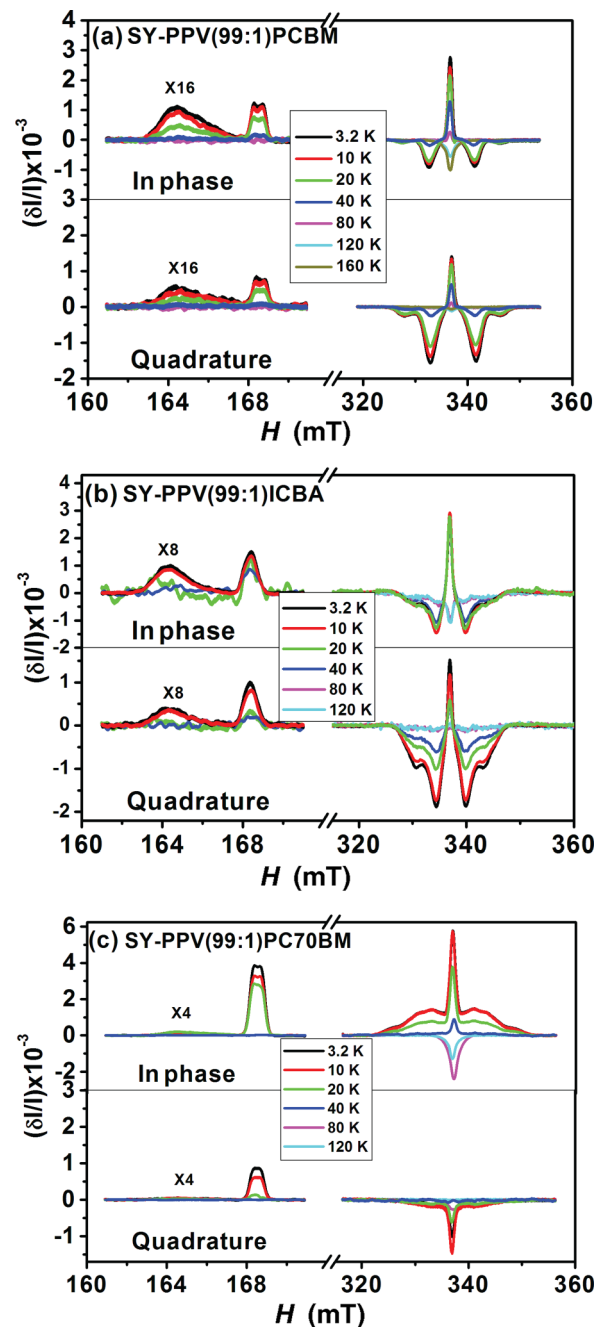 (a) SY-PPV(99:1)PCBM
4
3
2
1
0
-1
3
2
1
0
-1
-2
(δI/I)x10⁻³
X16
In phase
3.2 K
10 K
20 K
40 K
80 K
120 K
160 K
X16
Quadrature
160 164 168 320 340 360
H (mT)
(b) SY-PPV(99:1)ICBA
4
3
2
1
0
-1
-2
1
0
-1
-2
(δI/I)x10⁻³
X8
In phase
3.2 K
10 K
20 K
40 K
80 K
120 K
X8
Quadrature
160 164 168 320 340 360
H (mT)
(c) SY-PPV(99:1)PC70BM
6
4
2
0
-2
3
2
1
0
-1
(δI/I)x10⁻³
X4
In phase
3.2 K
10 K
20 K
40 K
80 K
120 K
X4
Quadrature
160 164 168 320 340 360
H (mT)